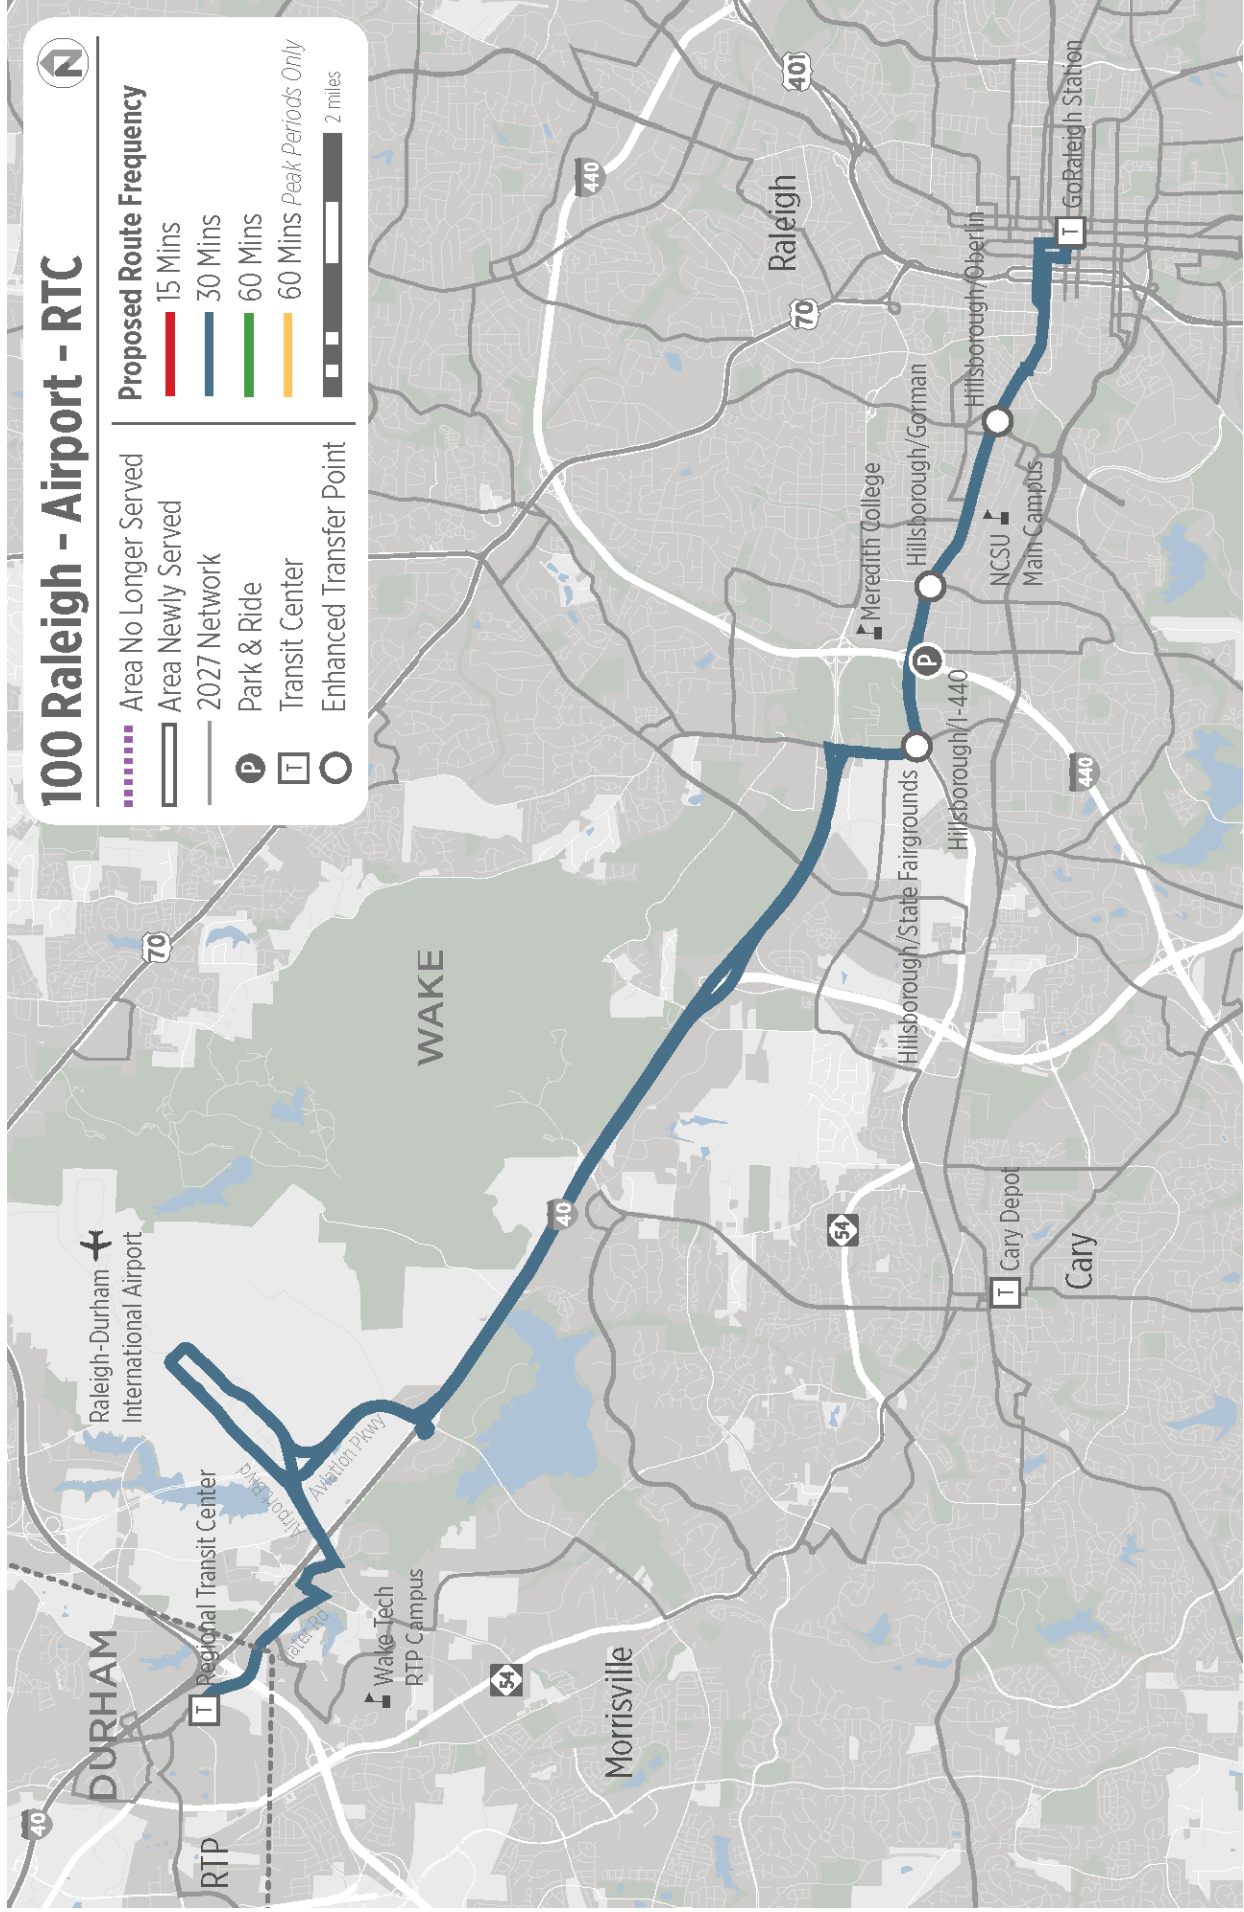 100 Raleigh - Airport - RTC
N
Area No Longer Served
Area Newly Served
2027 Network
Park & Ride
Transit Center
Enhanced Transfer Point
P
T
Proposed Route Frequency
15 Mins
30 Mins
60 Mins
60 Mins Peak Periods Only
2 miles
40
DURHAM
RTP
T
Regional Transit Center
Raleigh-Durham
International Airport
Airport Blvd
Aviation Pkwy
Wake Tech
RTP Campus
54
Morrisville
70
WAKE
40
54
T
Cary Depot
Cary
Hillsborough/State Fairgrounds
Hillsborough/I-440
P
440
Meredith College
Hillsborough/Gorman
NCSU
Main Campus
Hillsborough/Oberlin
440
70
Raleigh
401
T
GoRaleigh Station